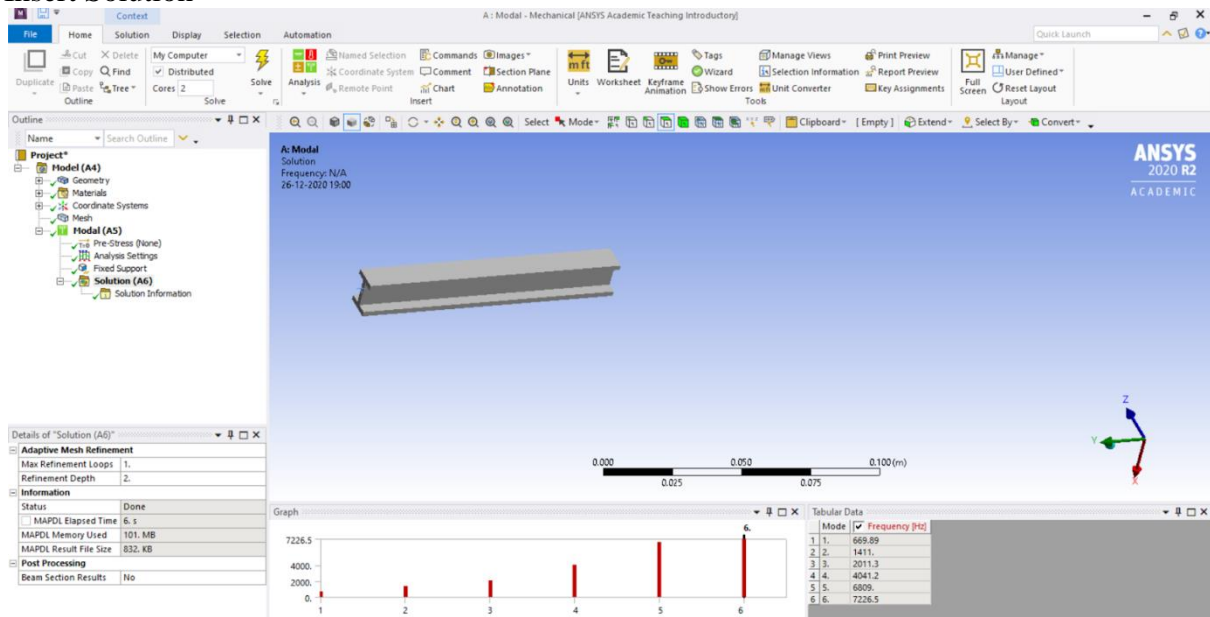 Insert Solution
Context
A : Modal - Mechanical [ANSYS Academic Teaching Introductory]
File Home Solution Display Selection Automation
Quick Launch
Cut Delete My Computer
Copy Find Distributed
Paste Tree Cores 2
Duplicate
Outline
Solve
Solve
Analysis
Named Selection Commands Images
Coordinate System Comment Section Plane
Remote Point Chart Annotation
Insert
mft
Units Worksheet Keyframe Animation
Tags Manage Views Print Preview
Wizard Selection Information Report Preview
Show Errors Unit Converter Key Assignments
Tools
Full Screen
Manage
User Defined
Reset Layout
Layout
Outline
Select Mode Clipboard [Empty] Extend Select By Convert
Name Search Outline
Project*
Model (A4)
Geometry
Materials
Coordinate Systems
Mesh
Modal (A5)
Pre-Stress (None)
Analysis Settings
Fixed Support
Solution (A6)
Solution Information
A: Modal
Solution
Frequency: N/A
26-12-2020 19:00
ANSYS
2020 R2
ACADEMIC
Z
Y
X
0.000 0.050 0.100 (m)
0.025 0.075
Details of "Solution (A6)"
Adaptive Mesh Refinement
Max Refinement Loops 1.
Refinement Depth 2.
Information
Status Done
MAPDL Elapsed Time 6. s
MAPDL Memory Used 101. MB
MAPDL Result File Size 832. KB
Post Processing
Beam Section Results No
Graph
6.
7226.5
4000.
2000.
0.
1 2 3 4 5 6
Tabular Data
Mode Frequency [Hz]
1 1. 669.89
2 2. 1411.
3 3. 2011.3
4 4. 4041.2
5 5. 6809.
6 6. 7226.5